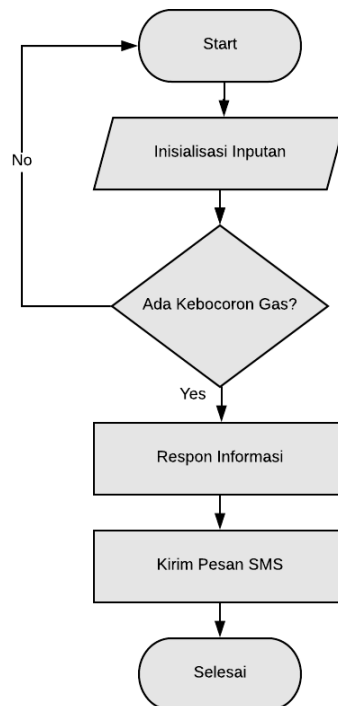 Start
Inisialisasi Inputan
No
Ada Kebocoron Gas?
Yes
Respon Informasi
Kirim Pesan SMS
Selesai